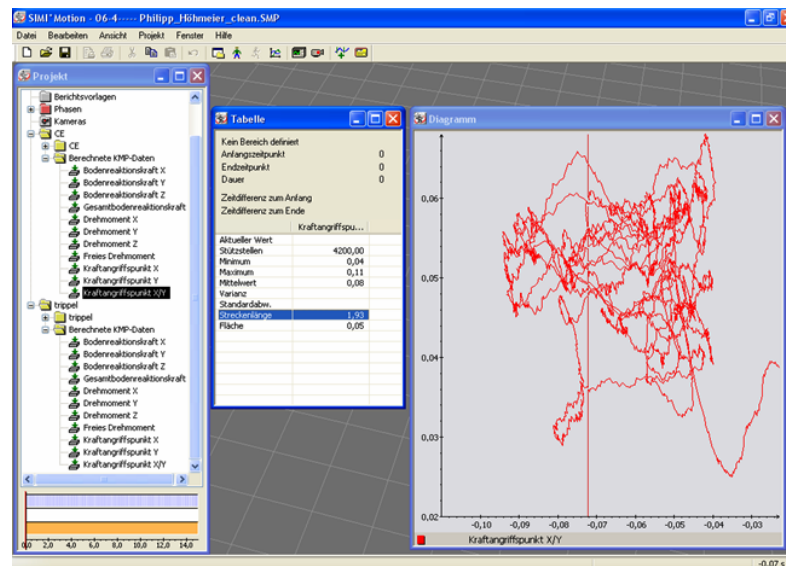 SIMI°Motion - 06-4----- Philipp_Höhmeier_clean.SMP
Datei Bearbeiten Ansicht Projekt Fenster Hilfe
Projekt
Berichtsvorlagen
Phasen
Kameras
CE
CE
Berechnete KMP-Daten
Bodenreaktionskraft X
Bodenreaktionskraft Y
Bodenreaktionskraft Z
Gesamtbodenreaktionskraft
Drehmoment X
Drehmoment Y
Drehmoment Z
Freies Drehmoment
Kraftangriffspunkt X
Kraftangriffspunkt Y
Kraftangriffspunkt X/Y
trippel
trippel
Berechnete KMP-Daten
Bodenreaktionskraft X
Bodenreaktionskraft Y
Bodenreaktionskraft Z
Gesamtbodenreaktionskraft
Drehmoment X
Drehmoment Y
Drehmoment Z
Freies Drehmoment
Kraftangriffspunkt X
Kraftangriffspunkt Y
Kraftangriffspunkt X/Y
0,0 2,0 4,0 6,0 8,0 10,0 12,0 14,0
Tabelle
Kein Bereich definiert
Anfangszeitpunkt 0
Endzeitpunkt 0
Dauer 0
Zeitdifferenz zum Anfang
Zeitdifferenz zum Ende
Kraftangriffspu...
Aktueller Wert
Stützstellen 4200,00
Minimum 0,04
Maximum 0,11
Mittelwert 0,08
Varianz
Standardabw.
Streckenlänge 1,93
Fläche 0,05
Diagramm
0,06
0,05
0,04
0,03
0,02
-0,10 -0,09 -0,08 -0,07 -0,06 -0,05 -0,04 -0,03
Kraftangriffspunkt X/Y
-0.07 s